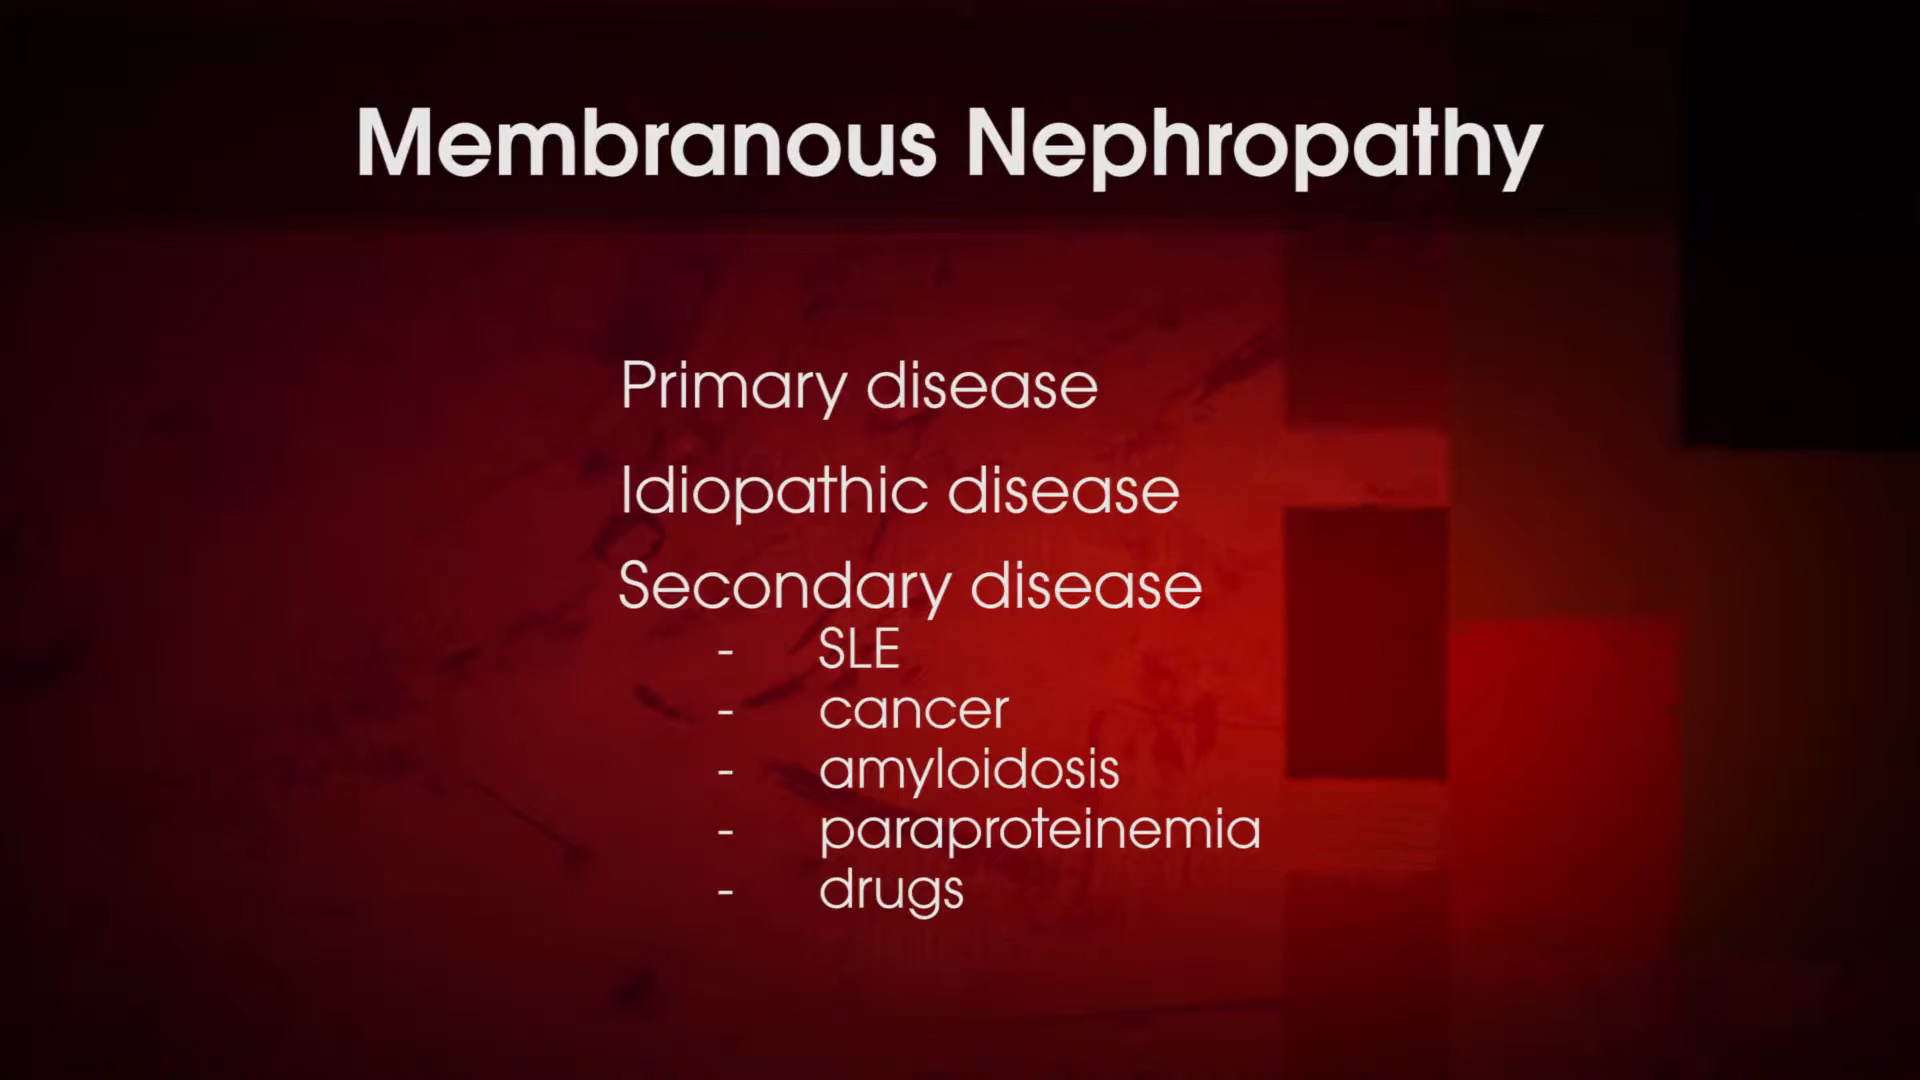 Membranous Nephropathy
Primary disease
Idiopathic disease
Secondary disease
- SLE
- cancer
- amyloidosis
- paraproteinemia
- drugs